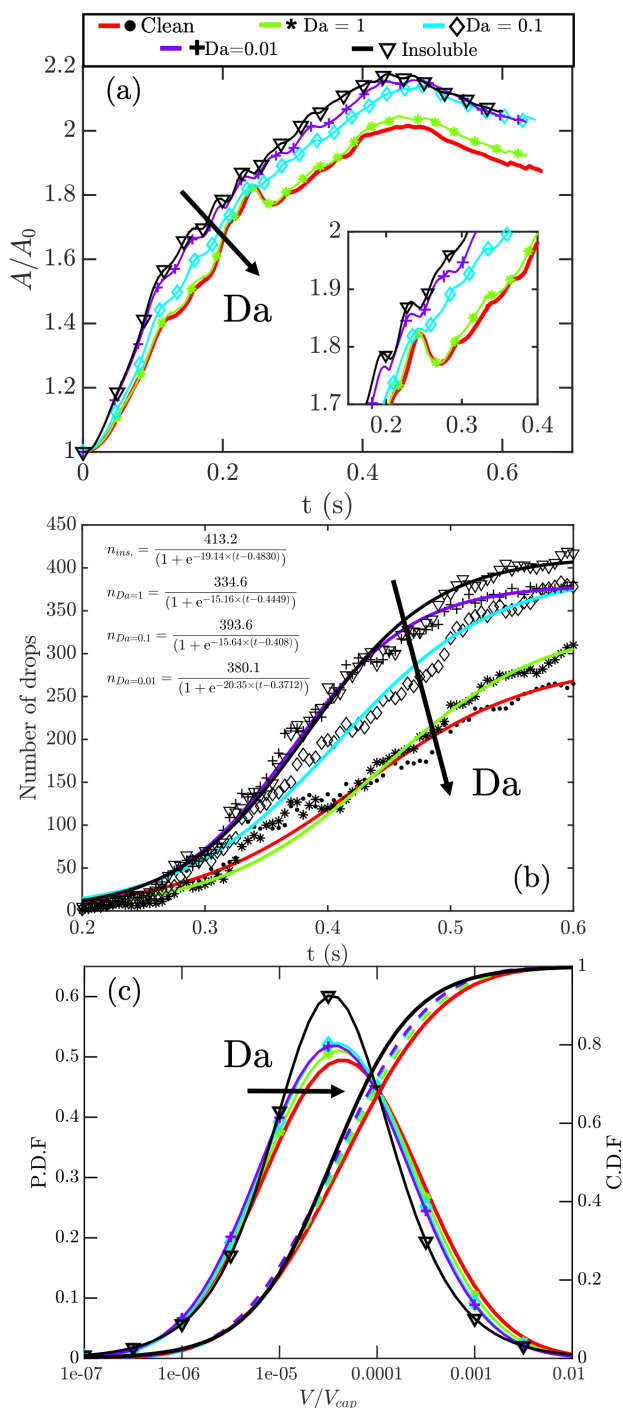 Clean Da = 1 Da = 0.1
Da=0.01 Insoluble
(a)
2.2
2
1.8
1.6
1.4
1.2
1
A/A0
Da
2
1.9
1.8
1.7
0.2 0.3 0.4
0 0.2 0.4 0.6
t (s)
(b)
450
400
350
300
250
200
150
100
50
0
Number of drops
n_ins. = 413.2 / (1 + e^{-19.14×(t-0.4830)})
n_Da=1 = 334.6 / (1 + e^{-15.16×(t-0.4449)})
n_Da=0.1 = 393.6 / (1 + e^{-15.64×(t-0.408)})
n_Da=0.01 = 380.1 / (1 + e^{-20.35×(t-0.3712)})
Da
0.2 0.3 0.4 0.5 0.6
t (s)
(c)
0.6
0.5
0.4
0.3
0.2
0.1
0
P.D.F
Da
1
0.8
0.6
0.4
0.2
0
C.D.F
1e-07 1e-06 1e-05 0.0001 0.001 0.01
V/Vcap